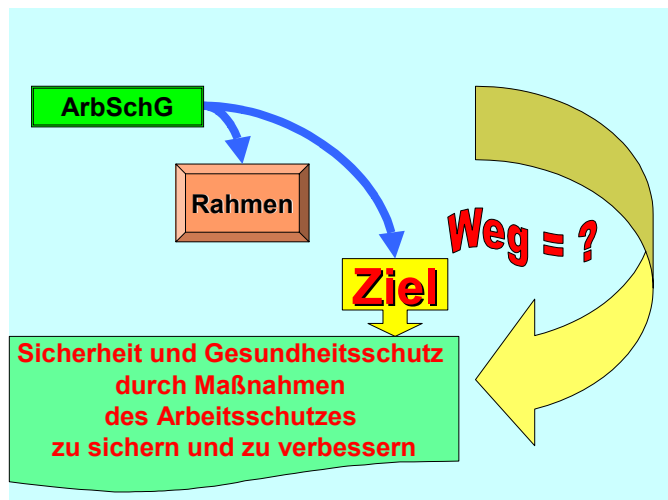 ArbSchG
Rahmen
Weg = ?
Ziel
Sicherheit und Gesundheitsschutz
durch Maßnahmen
des Arbeitsschutzes
zu sichern und zu verbessern